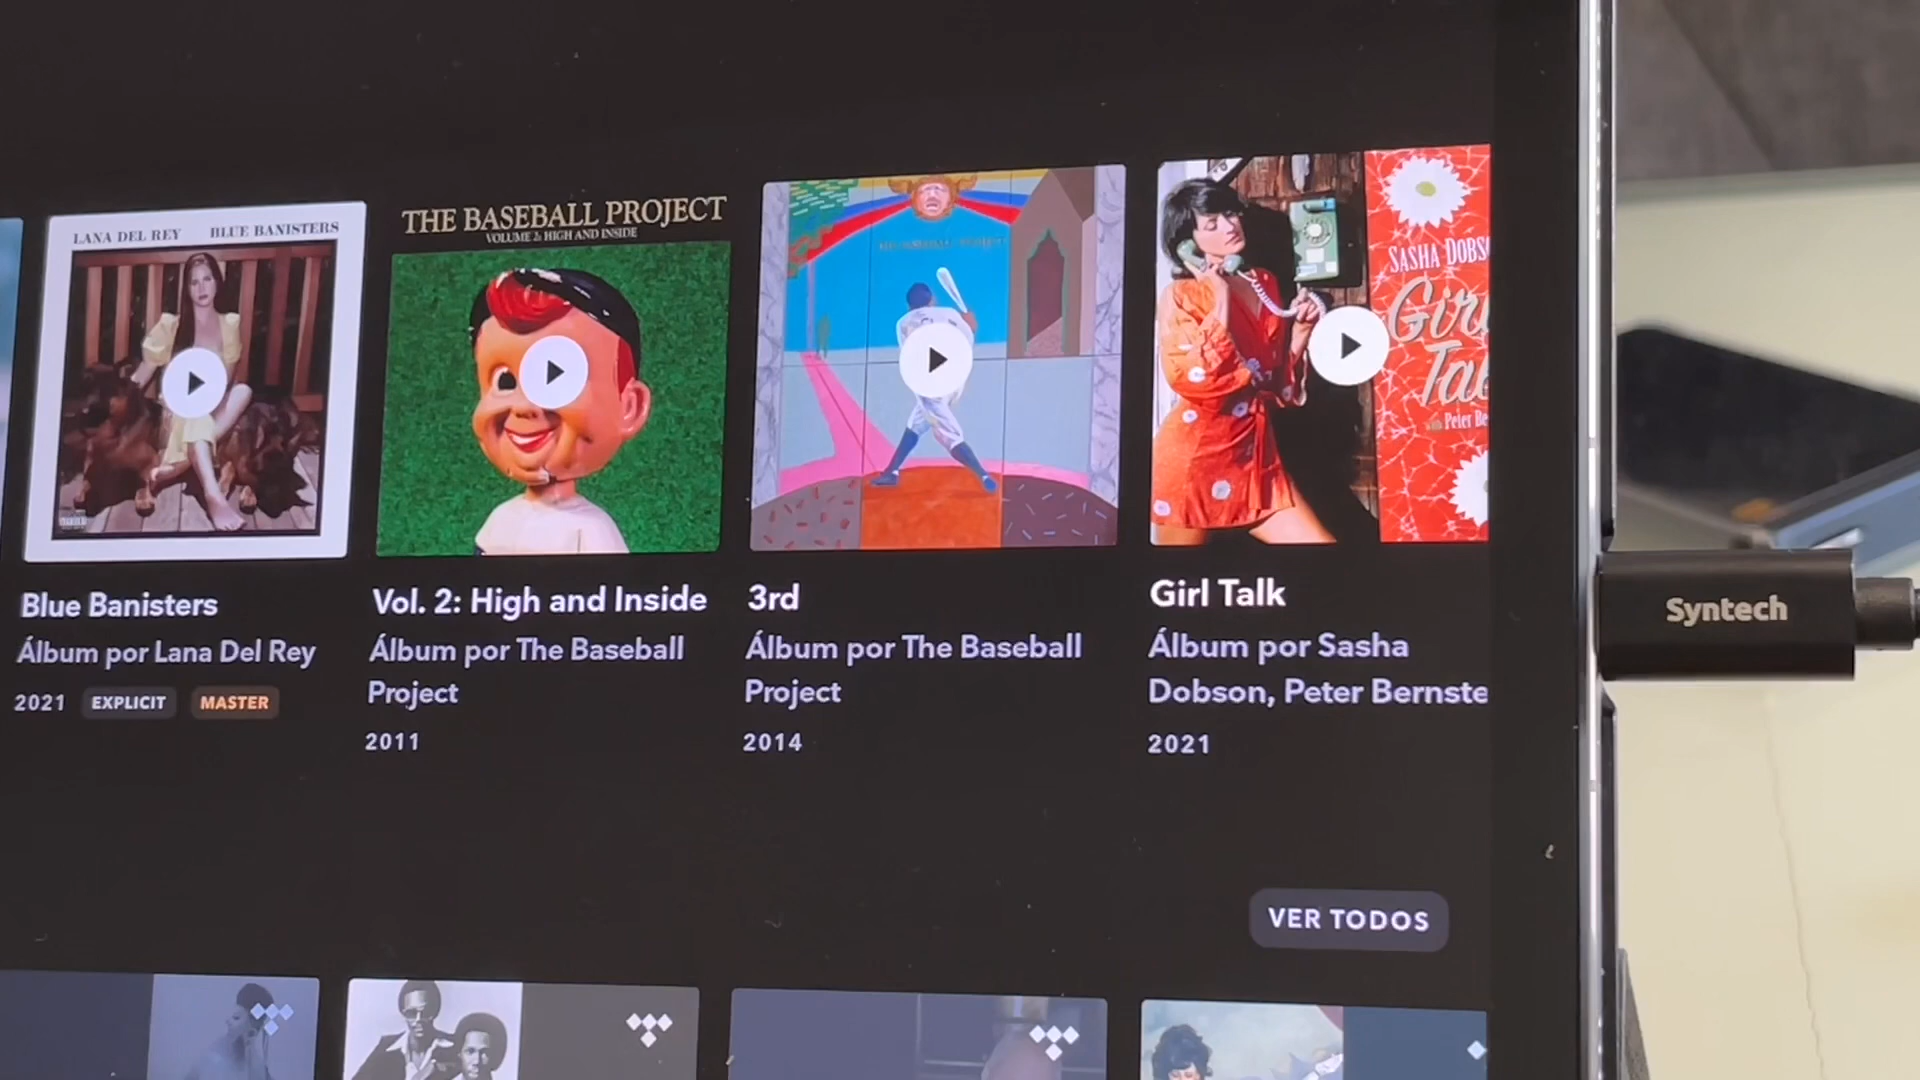 LANA DEL REY BLUE BANISTERS
THE BASEBALL PROJECT
VOLUME 2: HIGH AND INSIDE
SASHA DOBS
Girl
Talk
Peter Be
Blue Banisters
Álbum por Lana Del Rey
2021 EXPLICIT MASTER
Vol. 2: High and Inside
Álbum por The Baseball
Project
2011
3rd
Álbum por The Baseball
Project
2014
Girl Talk
Álbum por Sasha
Dobson, Peter Bernste
2021
Syntech
VER TODOS